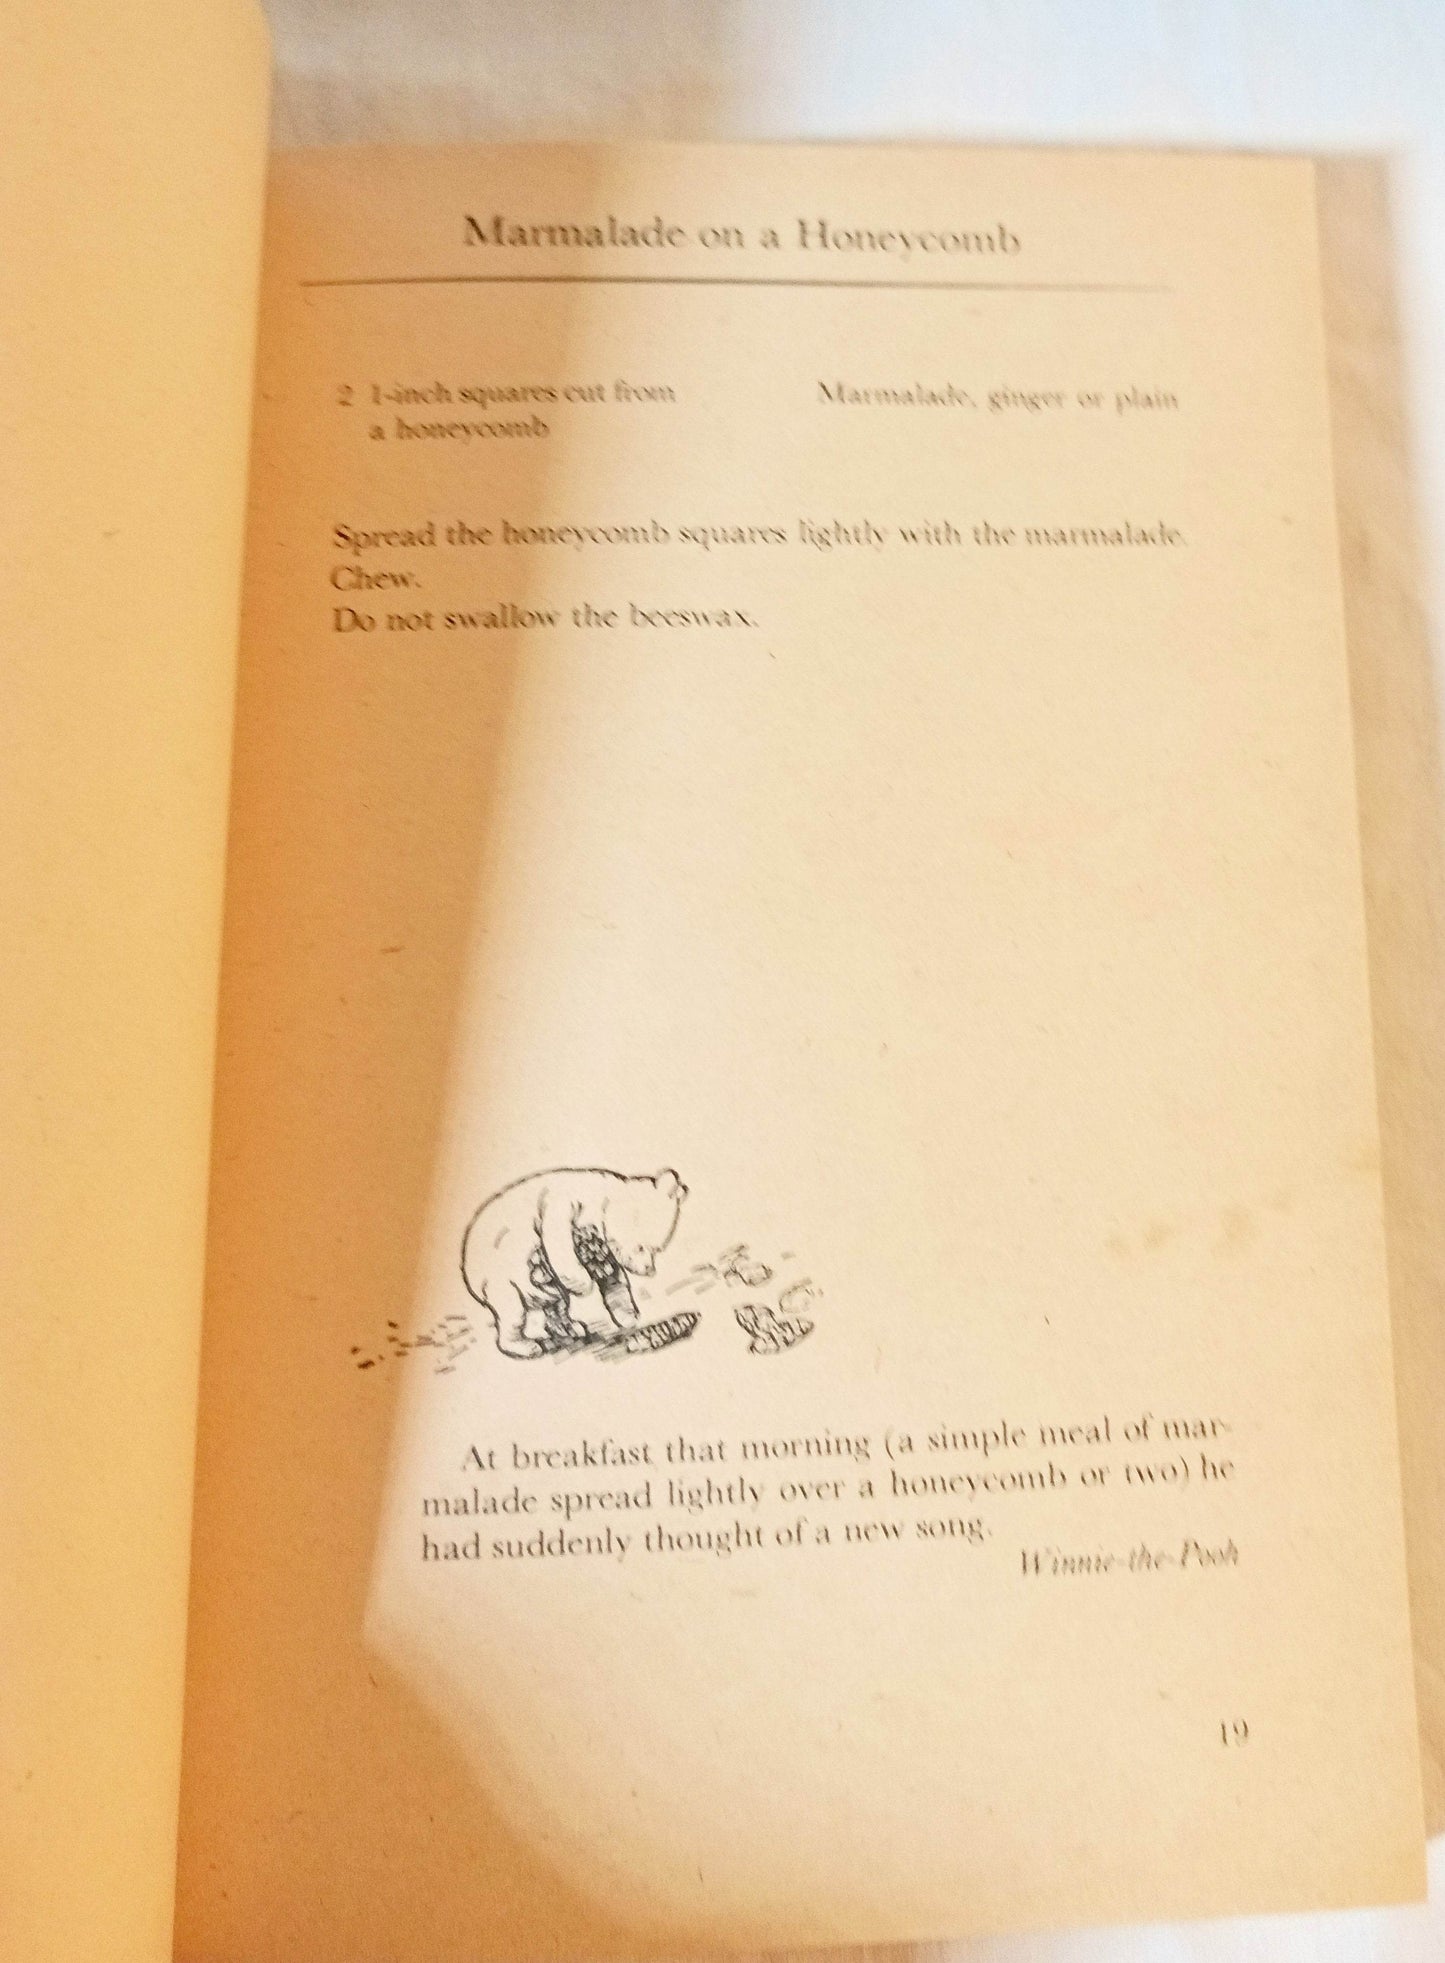 Marmalade on a Honeycomb
2 1-inch squares cut from
a honeycomb
Marmalade, ginger or plain
Spread the honeycomb squares lightly with the marmalade.
Chew.
Do not swallow the beeswax.
At breakfast that morning (a simple meal of mar-
malade spread lightly over a honeycomb or two) he
had suddenly thought of a new song.
Winnie-the-Pooh
19